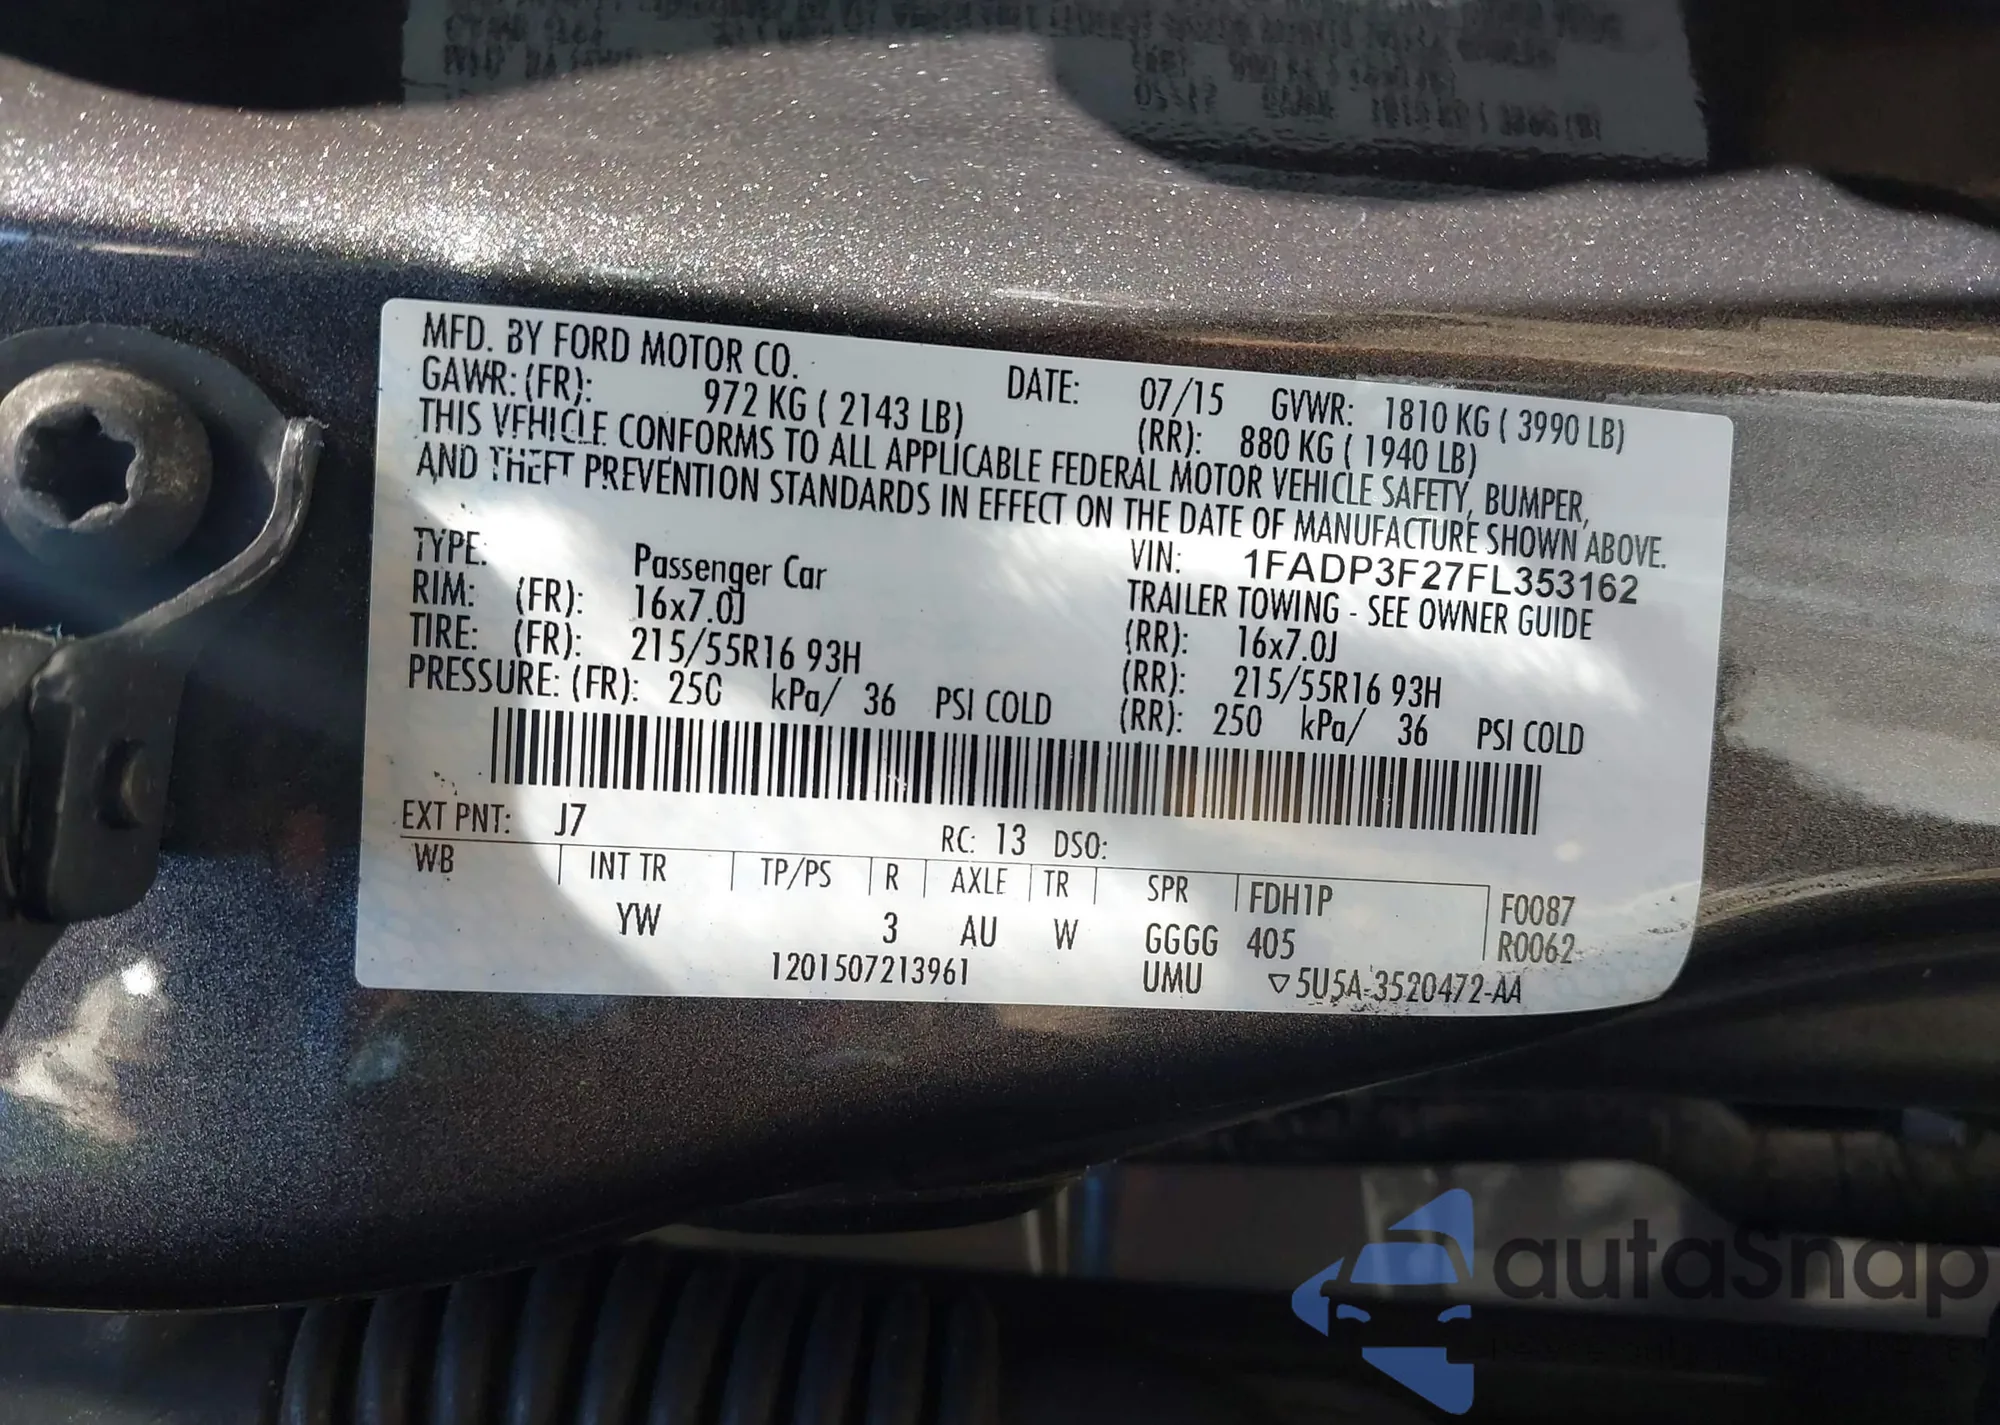 MFD. BY FORD MOTOR CO.
DATE: 07/15 GVWR: 1810 KG ( 3990 LB)
GAWR: (FR): 972 KG ( 2143 LB) (RR): 880 KG ( 1940 LB)
THIS VEHICLE CONFORMS TO ALL APPLICABLE FEDERAL MOTOR VEHICLE SAFETY, BUMPER,
AND THEFT PREVENTION STANDARDS IN EFFECT ON THE DATE OF MANUFACTURE SHOWN ABOVE.
VIN: 1FADP3F27FL353162
TYPE: Passenger Car TRAILER TOWING - SEE OWNER GUIDE
RIM: (FR): 16x7.0J (RR): 16x7.0J
TIRE: (FR): 215/55R16 93H (RR): 215/55R16 93H
PRESSURE: (FR): 250 kPa/ 36 PSI COLD (RR): 250 kPa/ 36 PSI COLD
EXT PNT: J7 RC: 13 DSO:
WB INT TR TP/PS R AXLE TR SPR FDH1P F0087
YW 3 AU W GGGG 405 R0062
1201507213961 UMU ▽5U5A-3520472-AA
autaSnap